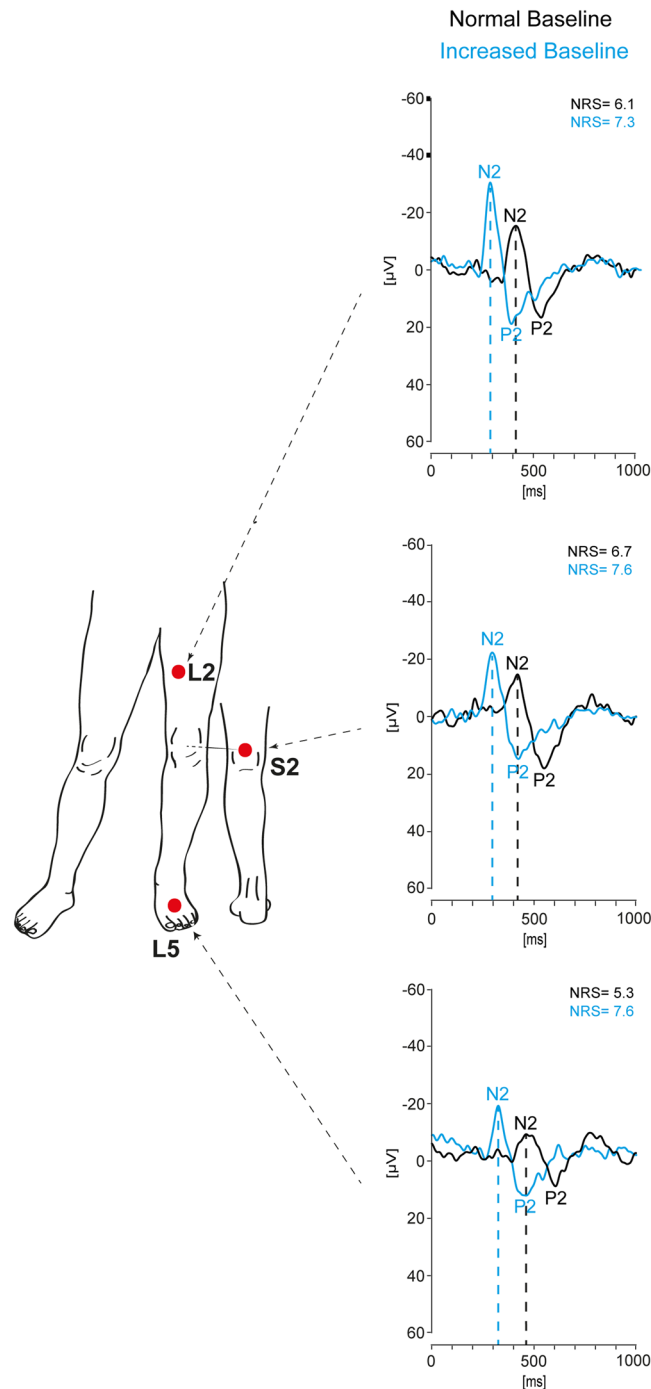 Normal Baseline
Increased Baseline
NRS= 6.1
NRS= 7.3
-60
-40
-20
0
20
40
60
[µV]
N2
N2
P2
P2
0
500
1000
[ms]
NRS= 6.7
NRS= 7.6
-60
-40
-20
0
20
40
60
[µV]
N2
N2
P2
P2
0
500
1000
[ms]
L2
S2
L5
NRS= 5.3
NRS= 7.6
-60
-40
-20
0
20
40
60
[µV]
N2
N2
P2
P2
0
500
1000
[ms]